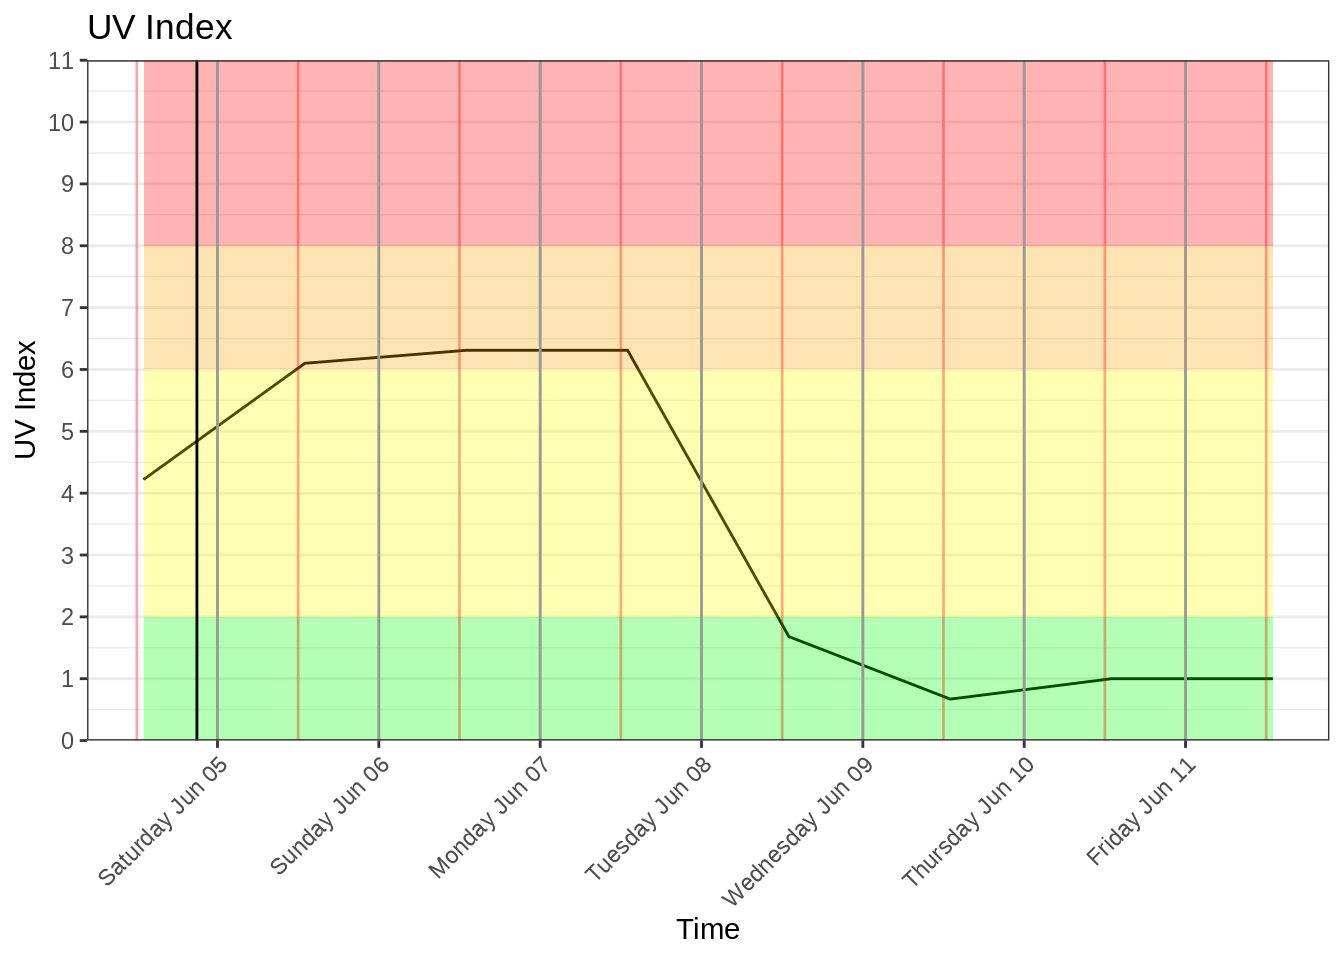 UV Index
11
10
9
8
7
6
5
4
3
2
1
0
UV Index
Saturday Jun 05
Sunday Jun 06
Monday Jun 07
Tuesday Jun 08
Wednesday Jun 09
Thursday Jun 10
Friday Jun 11
Time